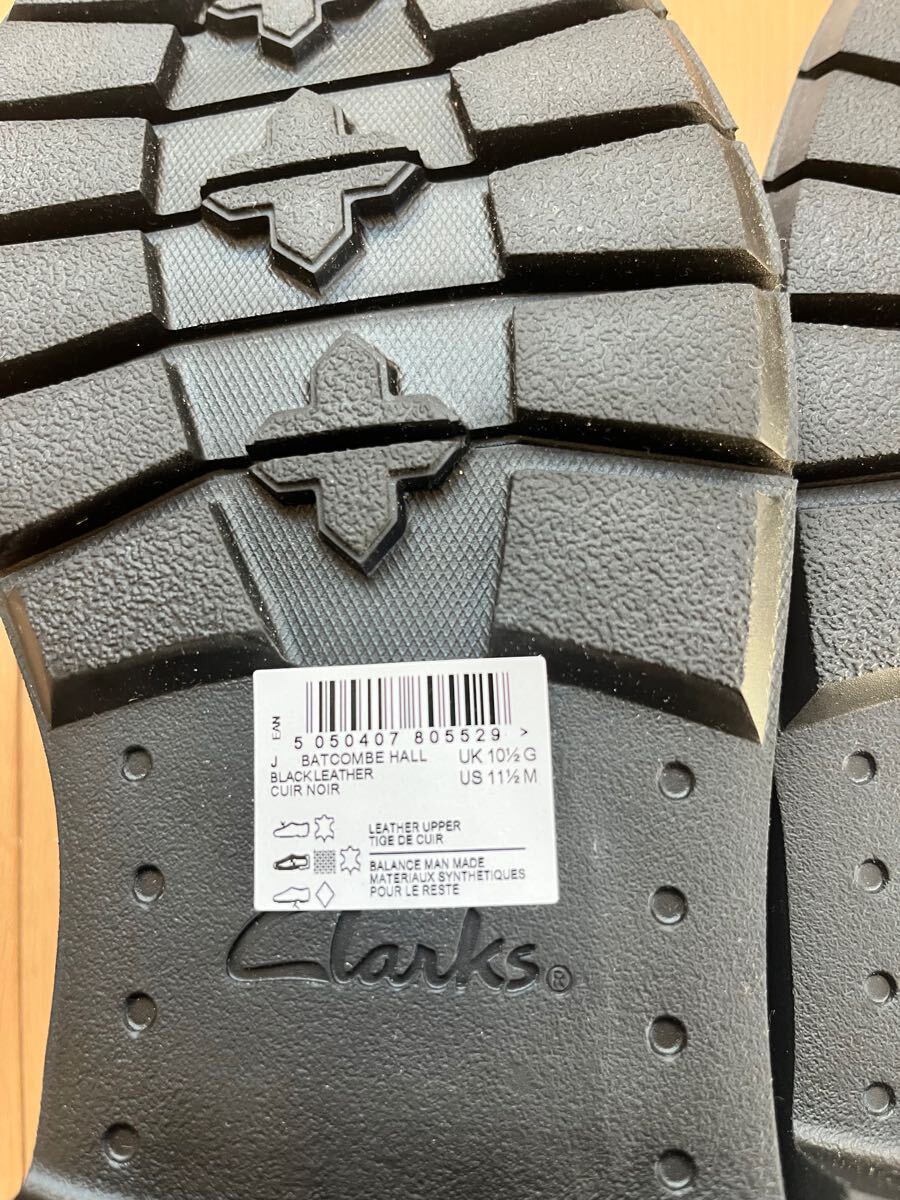 EAN
5 050407 805529 >
J BATCOMBE HALL UK 10½ G
BLACK LEATHER US 11½ M
CUIR NOIR
LEATHER UPPER
TIGE DE CUIR
BALANCE MAN MADE
MATERIAUX SYNTHETIQUES
POUR LE RESTE
Clarks®